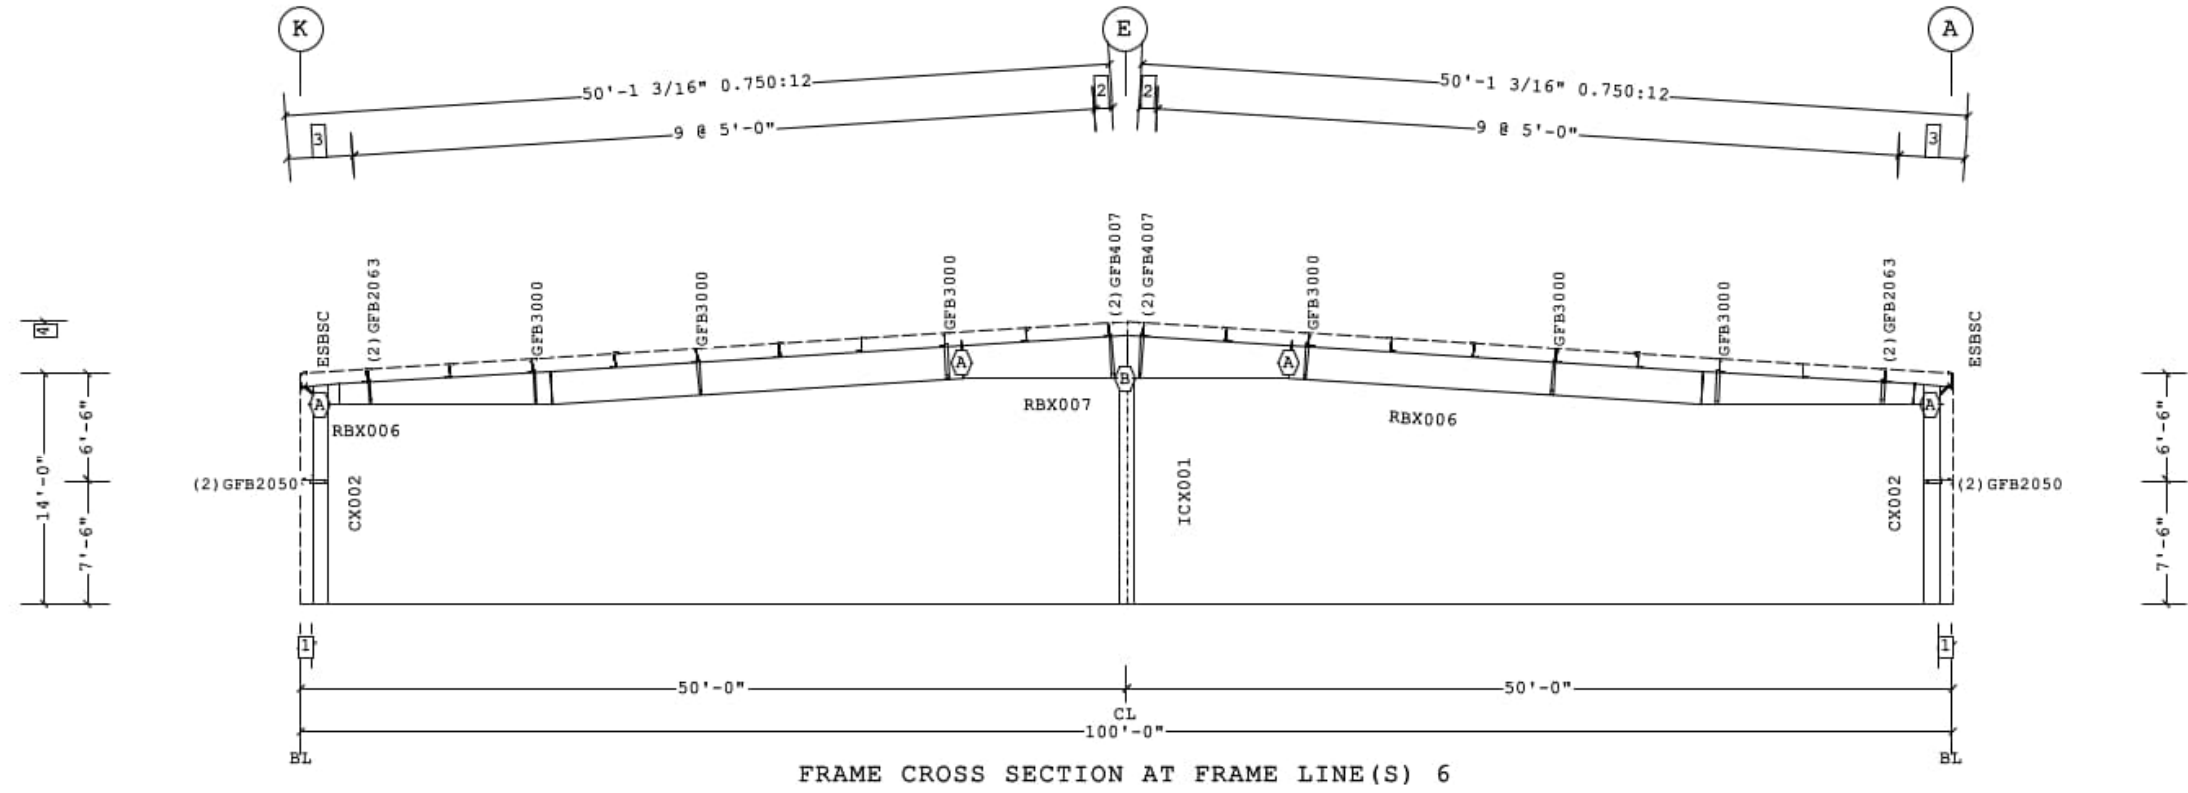 K
E
A
50'-1 3/16" 0.750:12
50'-1 3/16" 0.750:12
2
2
3
9 @ 5'-0"
9 @ 5'-0"
3
ESBSC
(2)GFB2063
GFB3000
GFB3000
GFB3000
(2)GFB4007
(2)GFB4007
GFB3000
GFB3000
GFB3000
(2)GFB2063
ESBSC
4
A
A
A
B
A
RBX006
RBX007
RBX006
14'-0"
6'-6"
7'-6"
(2)GFB2050
CX002
ICX001
CX002
(2)GFB2050
6'-6"
7'-6"
1
1
50'-0"
50'-0"
CL
100'-0"
BL
BL
FRAME CROSS SECTION AT FRAME LINE(S) 6